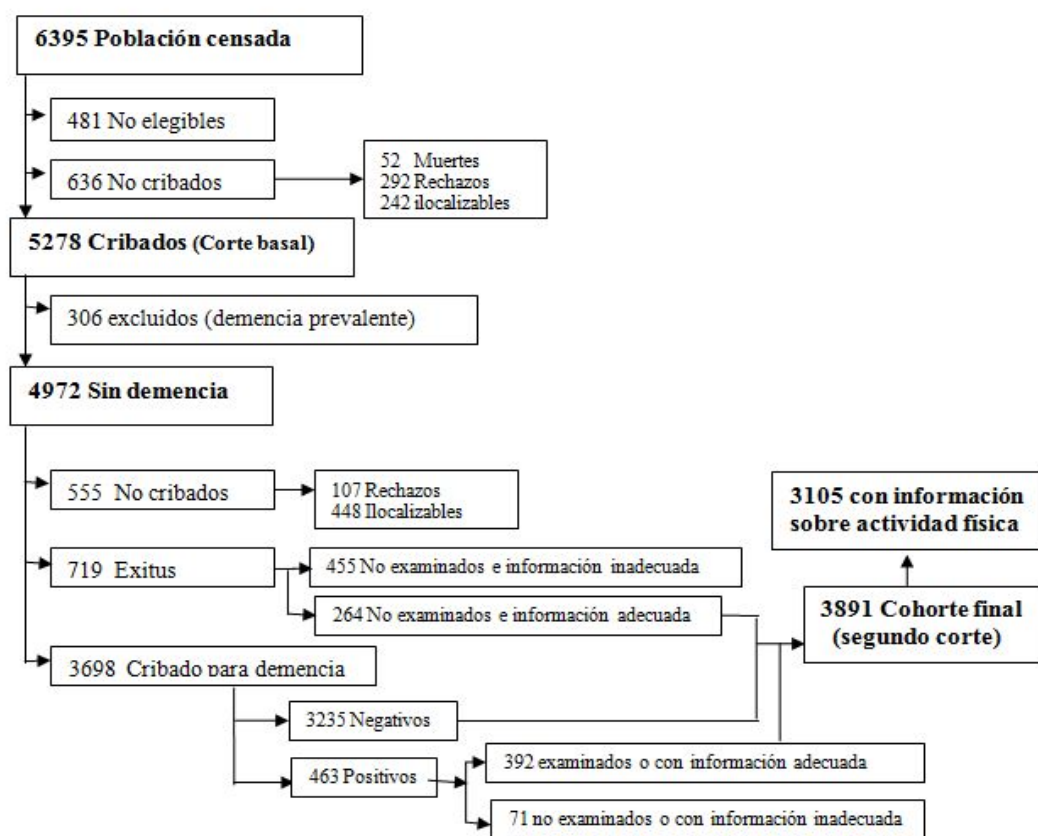 6395 Población censada
481 No elegibles
636 No cribados
52 Muertes
292 Rechazos
242 ilocalizables
5278 Cribados (Corte basal)
306 excluidos (demencia prevalente)
4972 Sin demencia
555 No cribados
107 Rechazos
448 Ilocalizables
719 Exitus
455 No examinados e información inadecuada
264 No examinados e información adecuada
3698 Cribado para demencia
3235 Negativos
463 Positivos
392 examinados o con información adecuada
71 no examinados o con información inadecuada
3105 con información
sobre actividad física
3891 Cohorte final
(segundo corte)